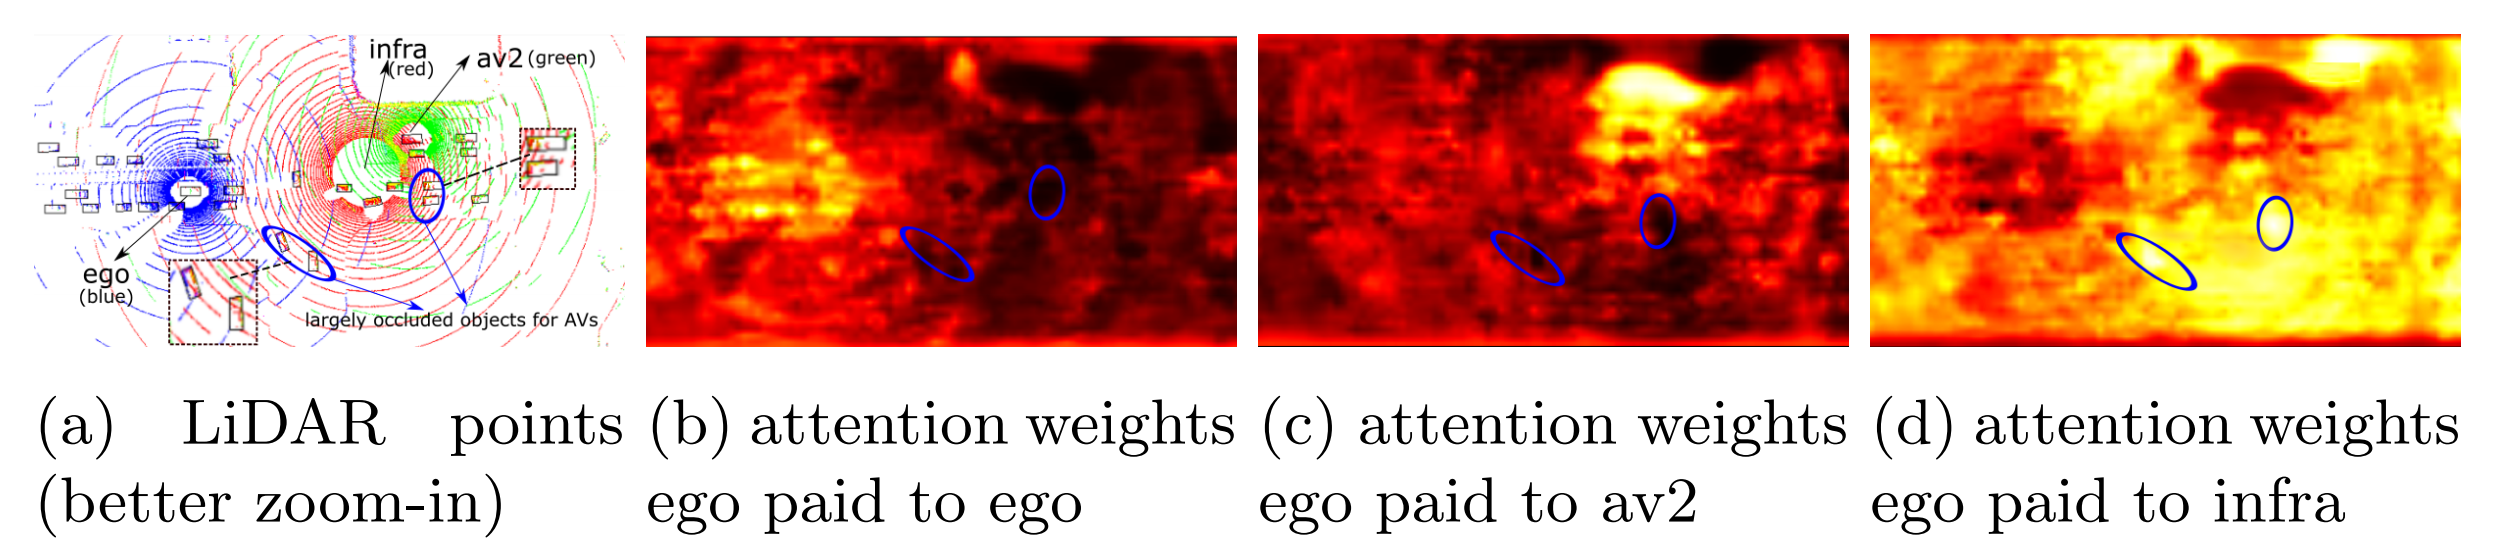 infra
(red)
av2 (green)
ego
(blue)
largely occluded objects for AVs
(a) LiDAR points
(better zoom-in)
(b) attention weights
ego paid to ego
(c) attention weights
ego paid to av2
(d) attention weights
ego paid to infra